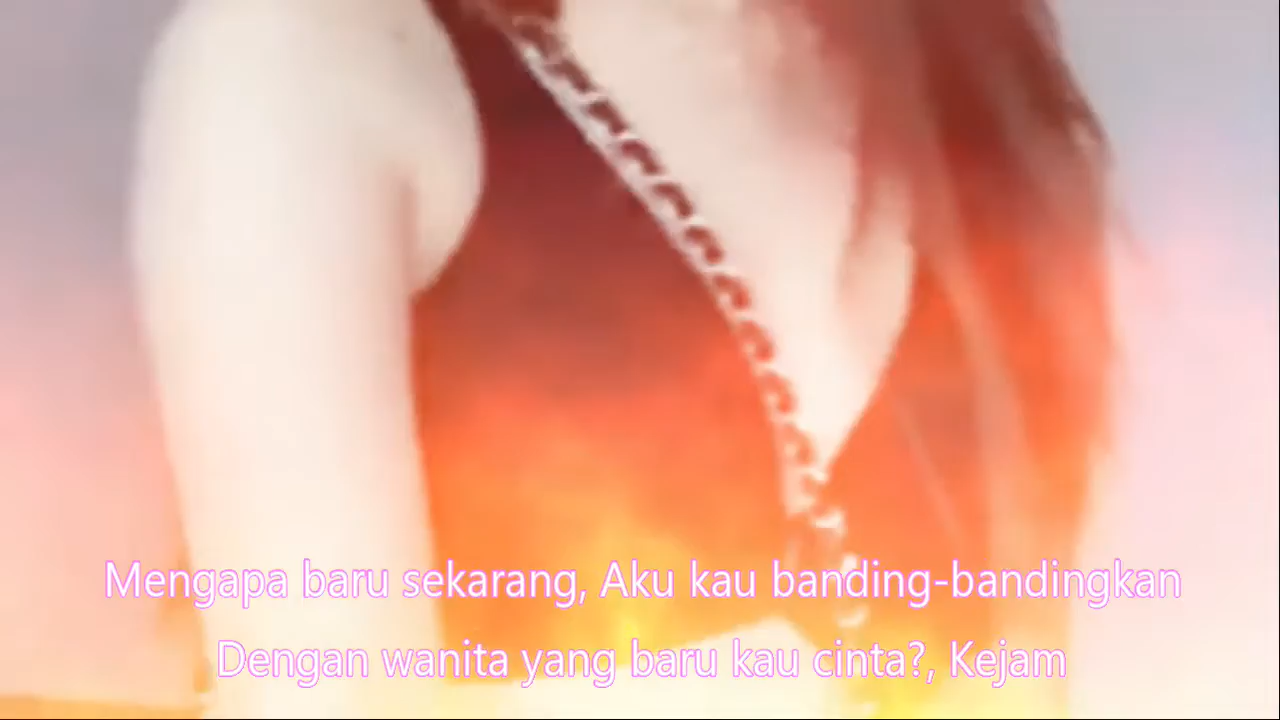 Mengapa baru sekarang, Aku kau banding-bandingkan
Dengan wanita yang baru kau cinta?, Kejam